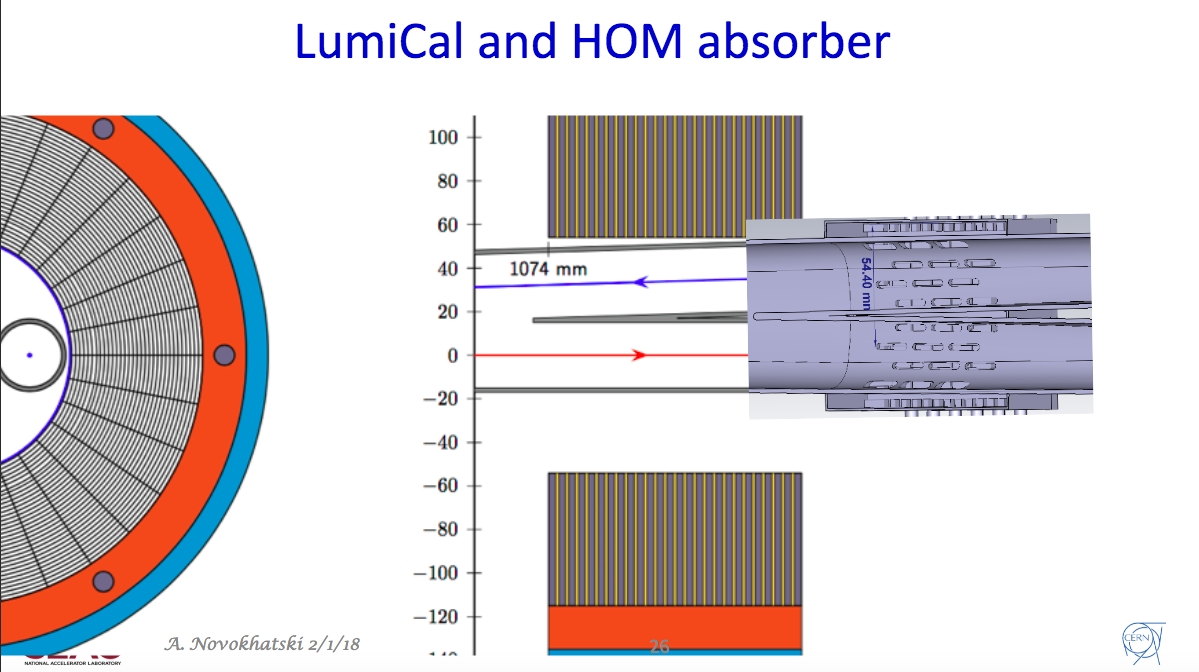 LumiCal and HOM absorber
100
80
60
40
20
0
−20
−40
−60
−80
−100
−120
1074 mm
54.40 mm
A. Novokhatski 2/1/18
26
NATIONAL ACCELERATOR LABORATORY
CERN